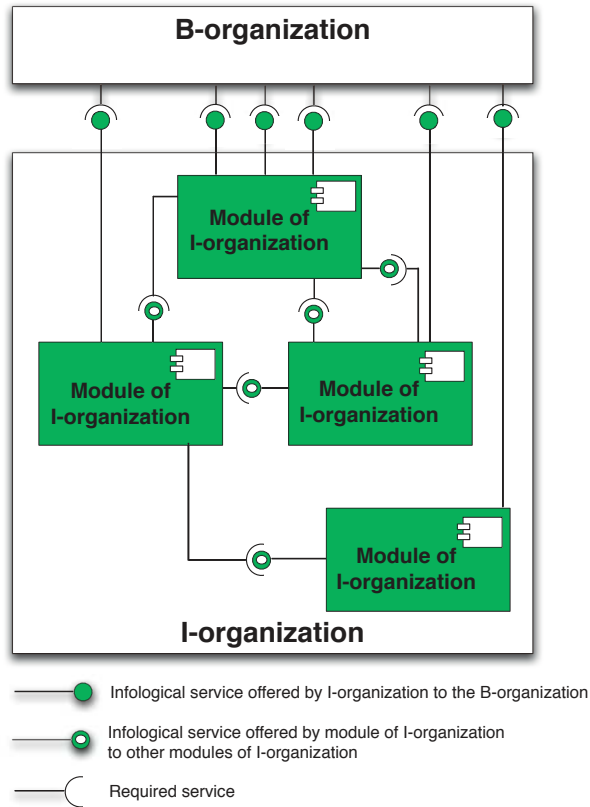 B-organization
Module of
I-organization
Module of
I-organization
Module of
I-organization
Module of
I-organization
I-organization
Infological service offered by I-organization to the B-organization
Infological service offered by module of I-organization
to other modules of I-organization
Required service